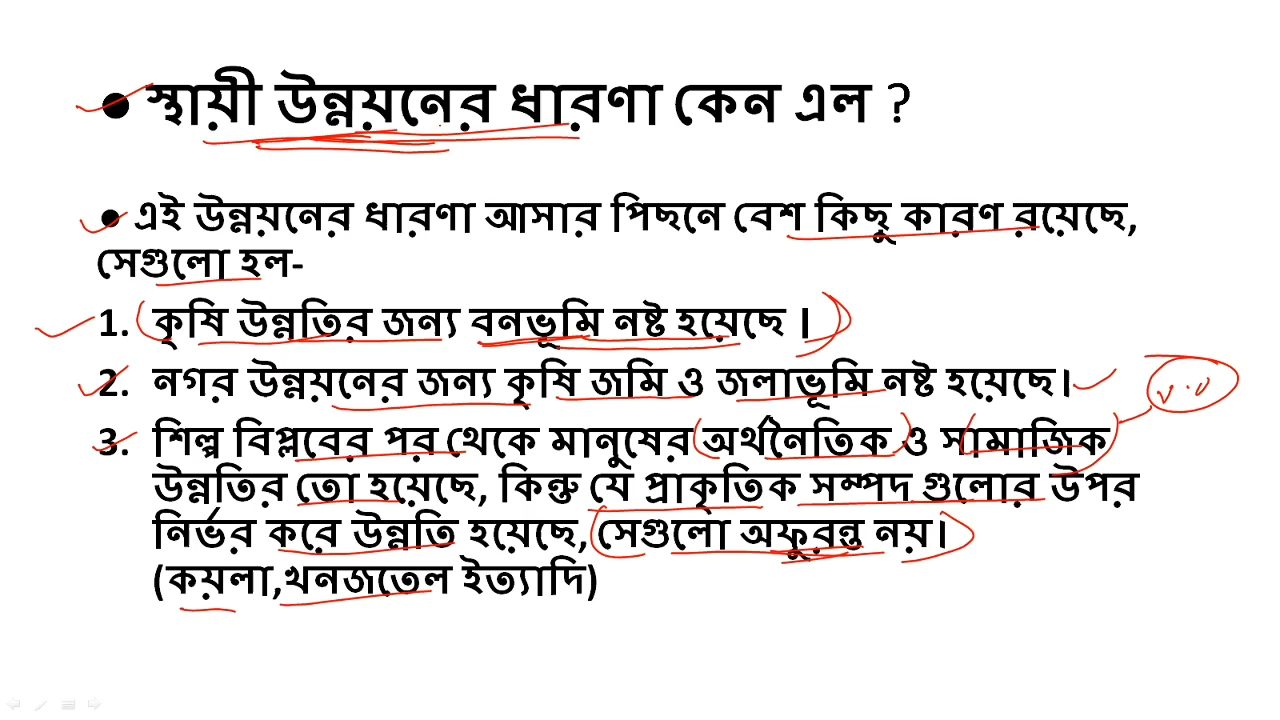 ● স্থায়ী উন্নয়নের ধারণা কেন এল ?
● এই উন্নয়নের ধারণা আসার পিছনে বেশ কিছু কারণ রয়েছে,
সেগুলো হল-
1. কৃষি উন্নতির জন্য বনভূমি নষ্ট হয়েছে ।
2. নগর উন্নয়নের জন্য কৃষি জমি ও জলাভূমি নষ্ট হয়েছে।
3. শিল্প বিপ্লবের পর থেকে মানুষের অর্থনৈতিক ও সামাজিক
উন্নতির তো হয়েছে, কিন্তু যে প্রাকৃতিক সম্পদ গুলোর উপর
নির্ভর করে উন্নতি হয়েছে, সেগুলো অফুরন্ত নয়।
(কয়লা,খনজতেল ইত্যাদি)